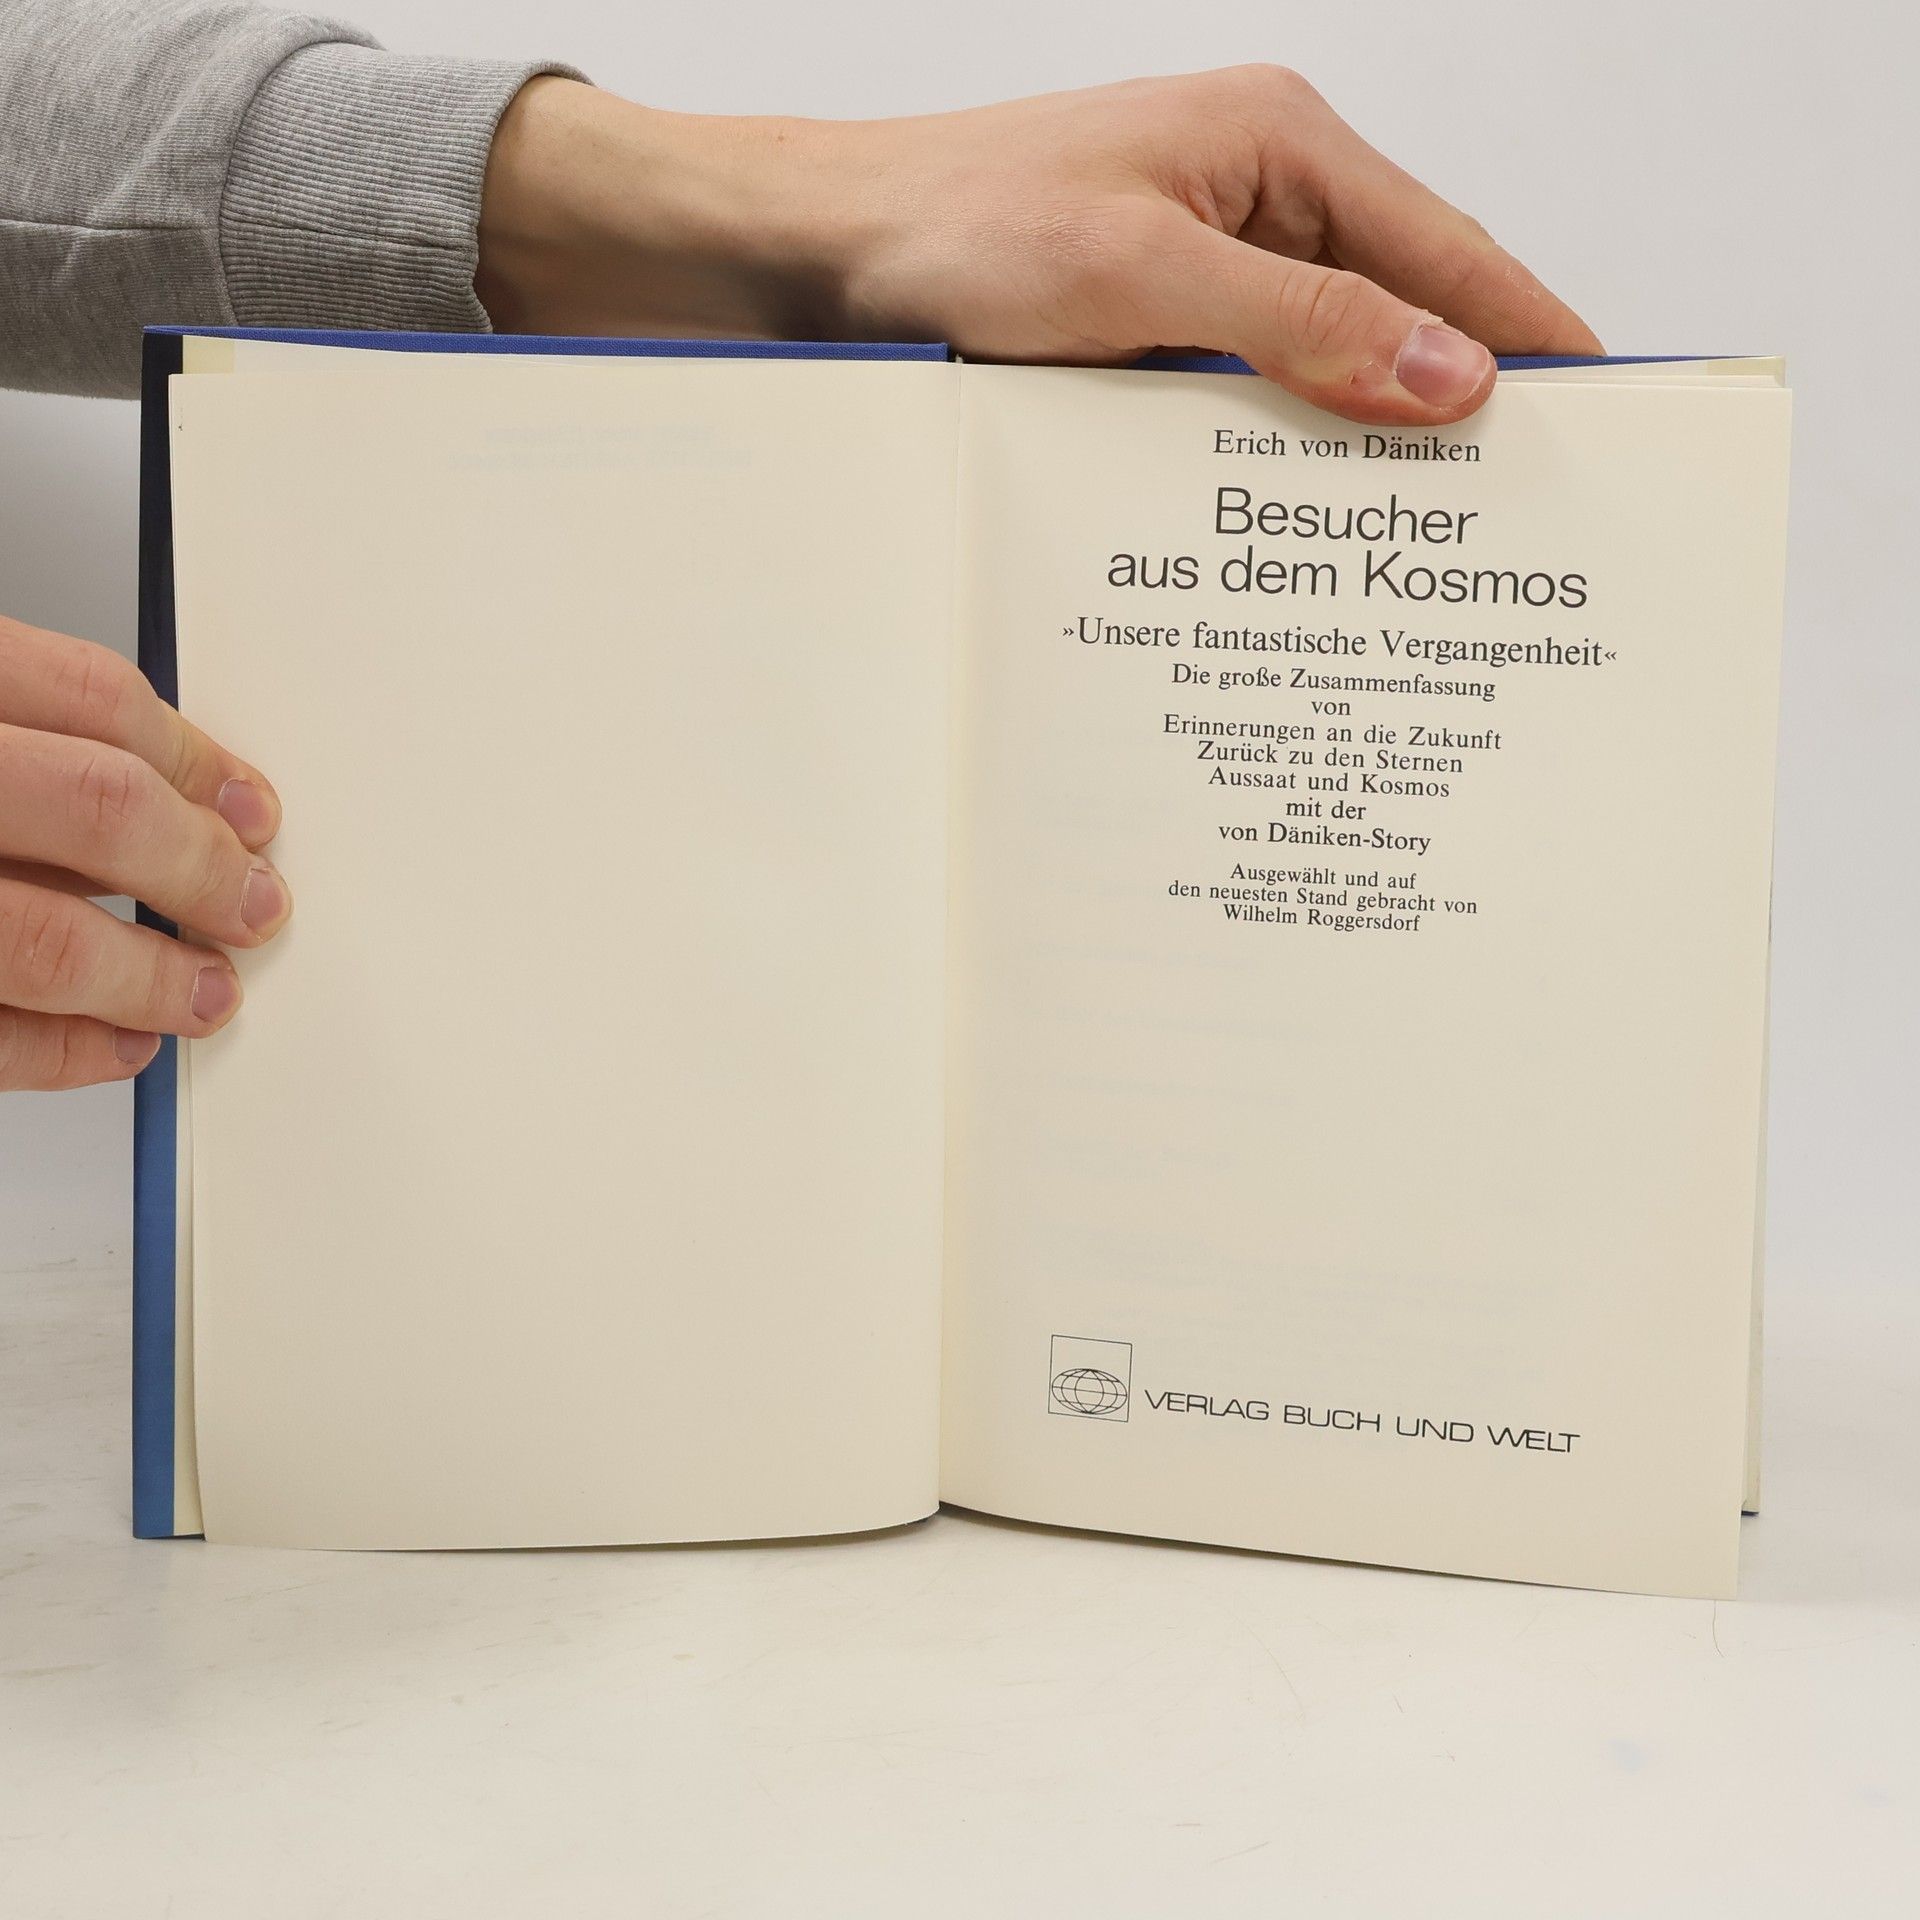 Erich von Däniken
Besucher
aus dem Kosmos
»Unsere fantastische Vergangenheit«
Die große Zusammenfassung
von
Erinnerungen an die Zukunft
Zurück zu den Sternen
Aussaat und Kosmos
mit der
von Däniken-Story
Ausgewählt und auf
den neuesten Stand gebracht von
Wilhelm Roggersdorf
VERLAG BUCH UND WELT